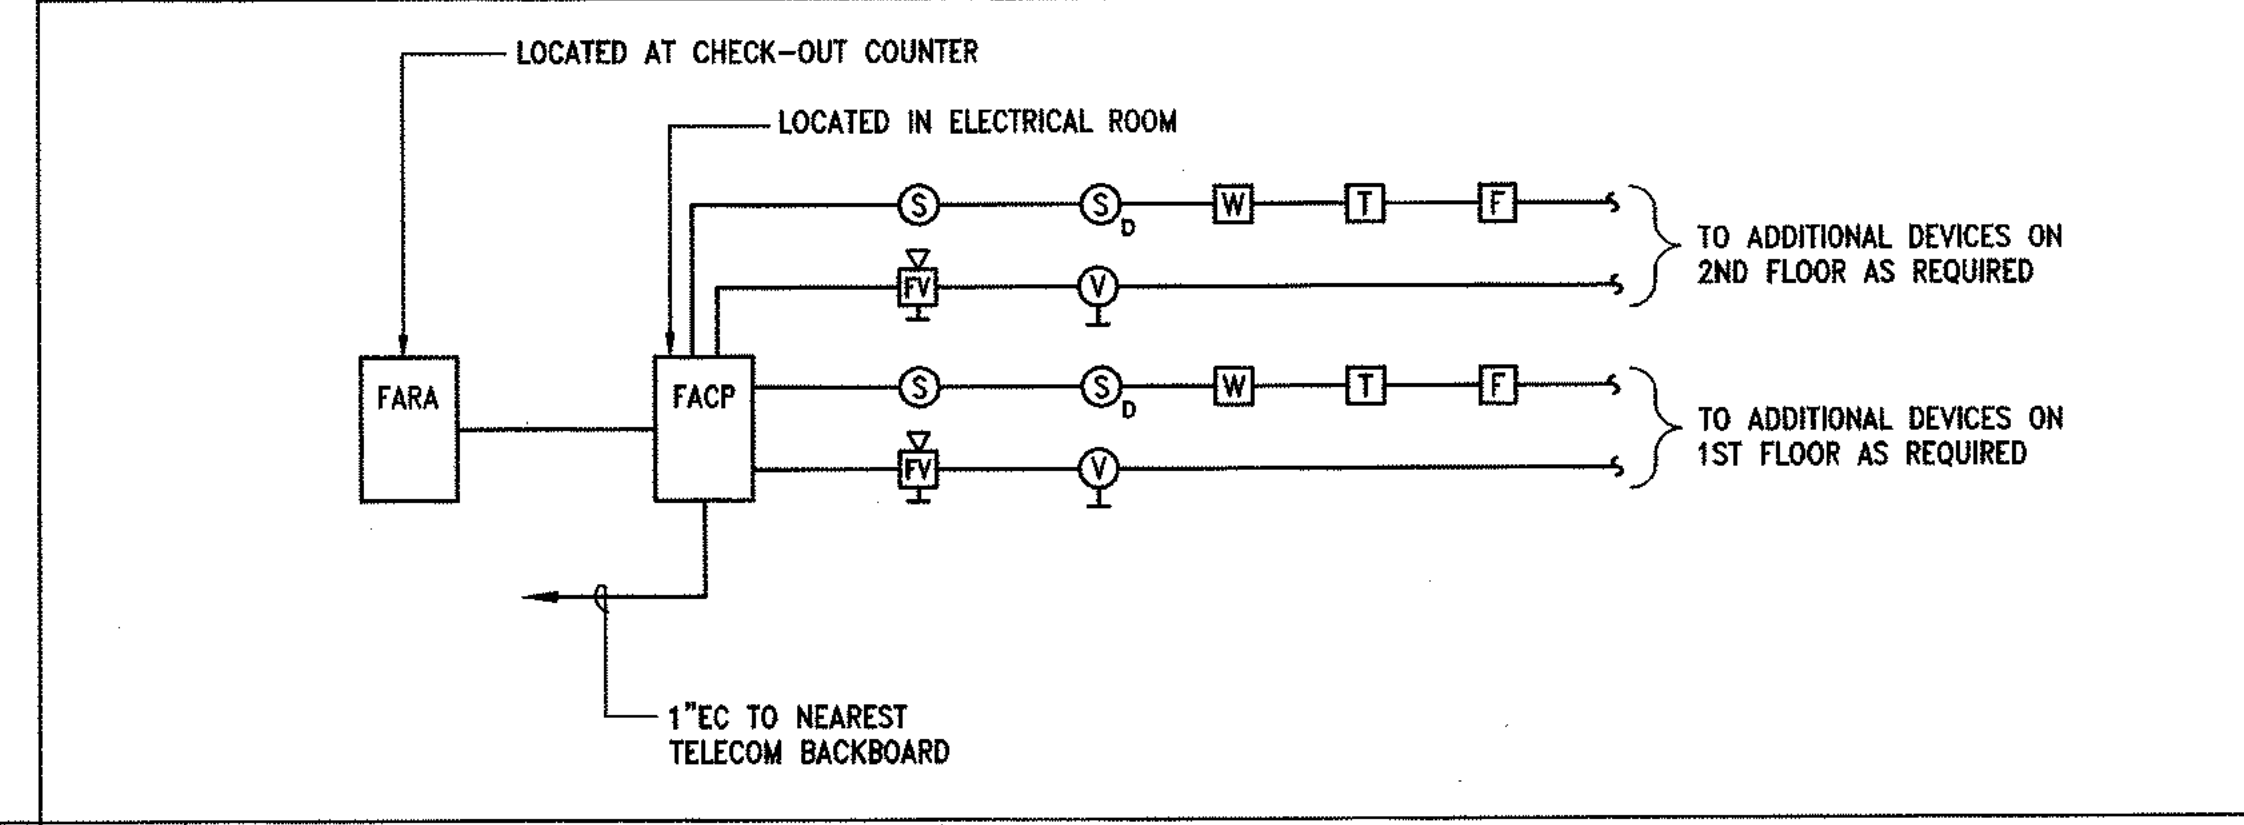 LOCATED AT CHECK-OUT COUNTER
LOCATED IN ELECTRICAL ROOM
S S D W T F
TO ADDITIONAL DEVICES ON
2ND FLOOR AS REQUIRED
FV V
FARA
FACP
S S D W T F
TO ADDITIONAL DEVICES ON
1ST FLOOR AS REQUIRED
FV V
1"EC TO NEAREST
TELECOM BACKBOARD